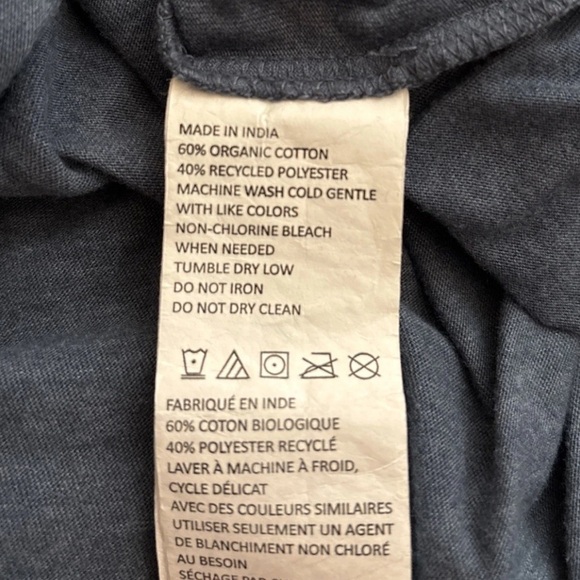 MADE IN INDIA
60% ORGANIC COTTON
40% RECYCLED POLYESTER
MACHINE WASH COLD GENTLE
WITH LIKE COLORS
NON-CHLORINE BLEACH
WHEN NEEDED
TUMBLE DRY LOW
DO NOT IRON
DO NOT DRY CLEAN
FABRIQUÉ EN INDE
60% COTON BIOLOGIQUE
40% POLYESTER RECYCLÉ
LAVER À MACHINE À FROID,
CYCLE DÉLICAT
AVEC DES COULEURS SIMILAIRES
UTILISER SEULEMENT UN AGENT
DE BLANCHIMENT NON CHLORÉ
AU BESOIN
SÉCHAGE PAR